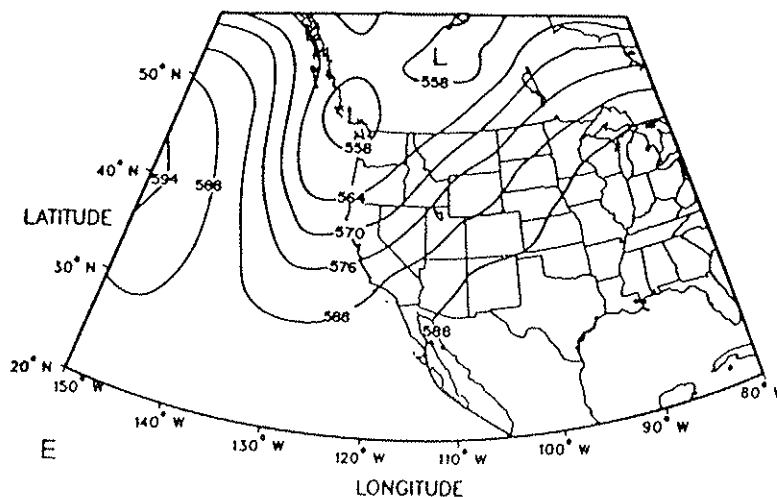 50° N
L
558
L
558
40° N
594
588
564
LATITUDE
570
30° N
576
588
588
20° N
150° W
80° W
140° W
90° W
130° W
100° W
120° W
110° W
E
LONGITUDE